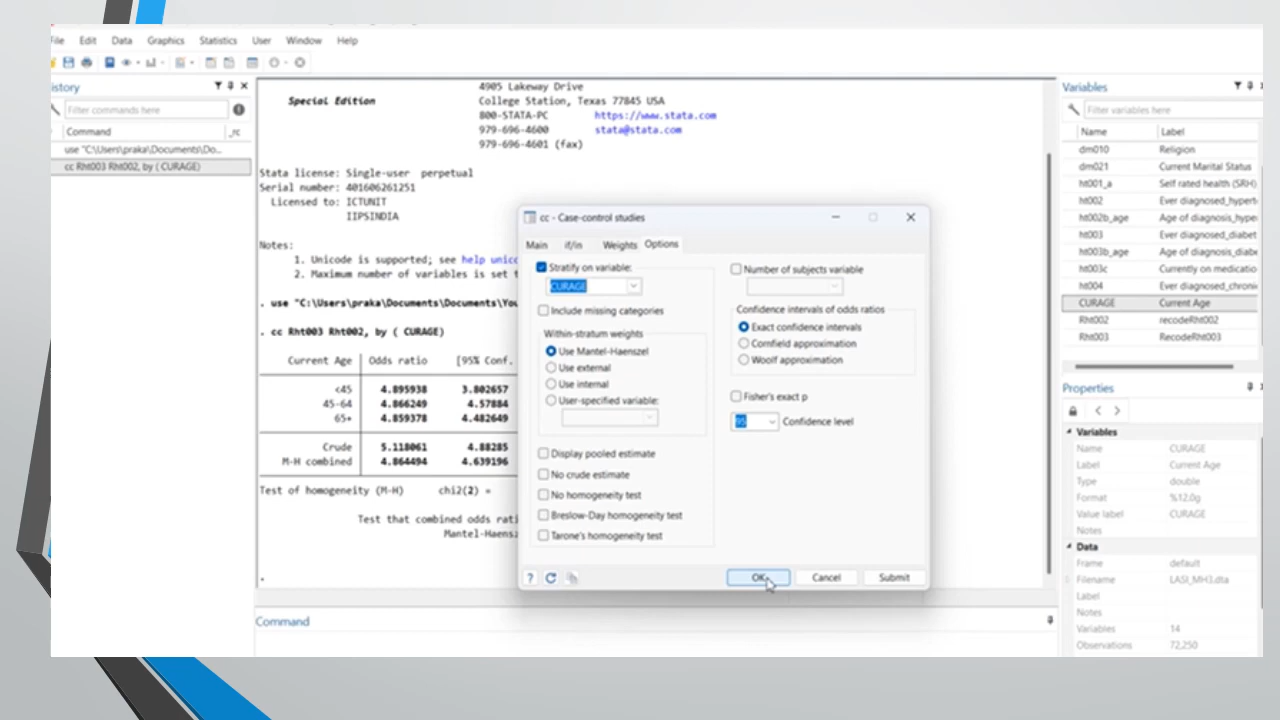 File Edit Data Graphics Statistics User Window Help
istory
Filter commands here
Command _rc
use "C:\Users\praka\Documents\Do...
cc Rht003 Rht002, by ( CURAGE)
4905 Lakeway Drive
Special Edition College Station, Texas 77845 USA
800-STATA-PC https://www.stata.com
979-696-4600 stata@stata.com
979-696-4601 (fax)
Stata license: Single-user perpetual
Serial number: 401606261251
Licensed to: ICTUNIT
IIPSINDIA
Notes:
1. Unicode is supported; see help unico
2. Maximum number of variables is set t
. use "C:\Users\praka\Documents\Documents\You
. cc Rht003 Rht002, by ( CURAGE)
Current Age Odds ratio [95% Conf.
<45 4.895938 3.802657
45-64 4.866249 4.57884
65+ 4.859378 4.482649
Crude 5.118061 4.88285
M-H combined 4.864494 4.639196
Test of homogeneity (M-H) chi2(2) =
Test that combined odds rati
Mantel-Haensz
.
Command
cc - Case-control studies
Main if/in Weights Options
Stratify on variable:
CURAGE
Include missing categories
Within-stratum weights
Use Mantel-Haenszel
Use external
Use internal
User-specified variable:
Display pooled estimate
No crude estimate
No homogeneity test
Breslow-Day homogeneity test
Tarone's homogeneity test
Number of subjects variable
Confidence intervals of odds ratios
Exact confidence intervals
Cornfield approximation
Woolf approximation
Fisher's exact p
95 Confidence level
? OK Cancel Submit
Variables
Filter variables here
Name Label
dm010 Religion
dm021 Current Marital Status
ht001_a Self rated health (SRH)
ht002 Ever diagnosed_hypert
ht002b_age Age of diagnosis_hype
ht003 Ever diagnosed_diabet
ht003b_age Age of diagnosis_diabe
ht003c Currently on medicatio
ht004 Ever diagnosed_chroni
CURAGE Current Age
Rht002 recodeRht002
Rht003 RecodeRht003
Properties
Variables
Name CURAGE
Label Current Age
Type double
Format %12.0g
Value label CURAGE
Notes
Data
Frame default
Filename LASI_MH3.dta
Label
Notes
Variables 14
Observations 72,250